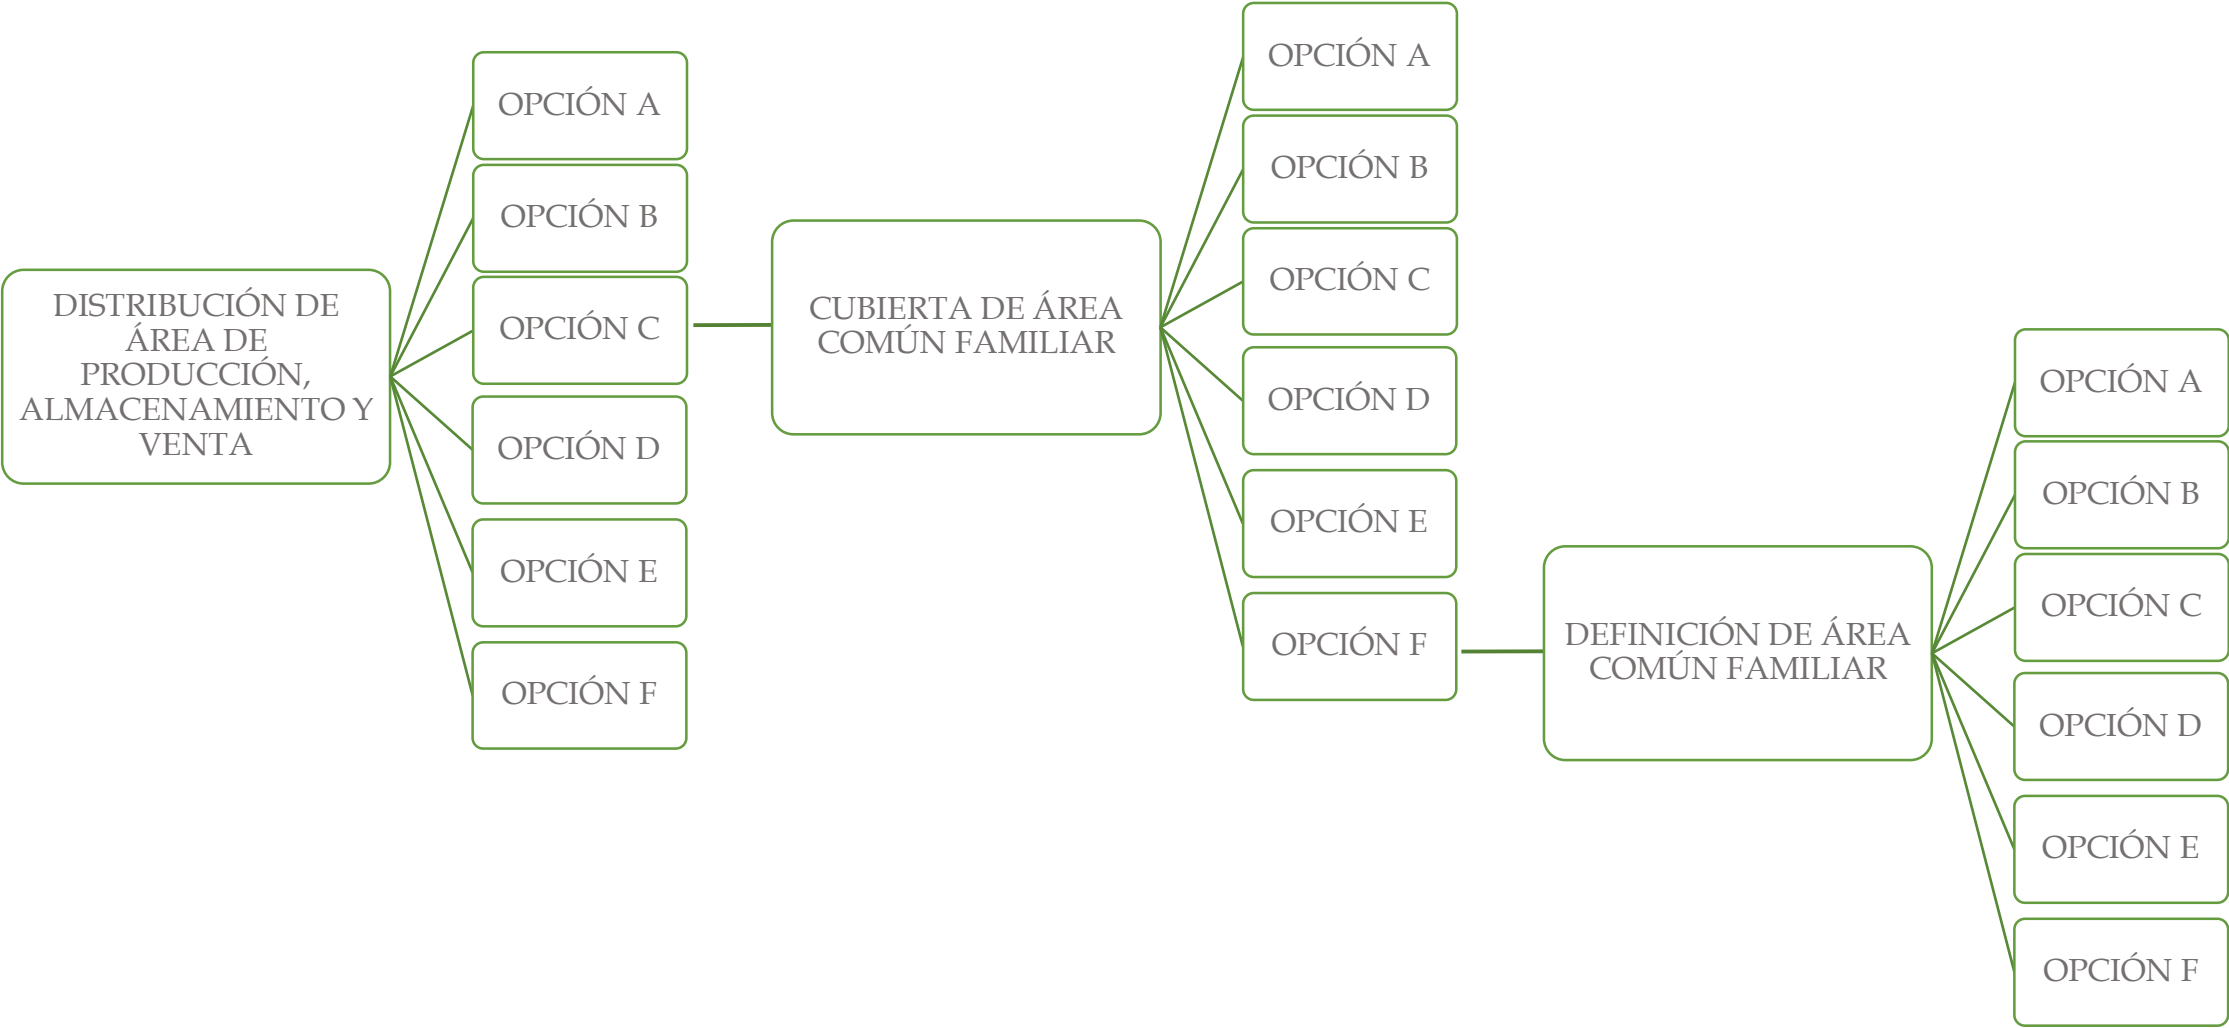 DISTRIBUCIÓN DE
ÁREA DE
PRODUCCIÓN,
ALMACENAMIENTO Y
VENTA
OPCIÓN A
OPCIÓN B
OPCIÓN C
OPCIÓN D
OPCIÓN E
OPCIÓN F
CUBIERTA DE ÁREA
COMÚN FAMILIAR
OPCIÓN A
OPCIÓN B
OPCIÓN C
OPCIÓN D
OPCIÓN E
OPCIÓN F
DEFINICIÓN DE ÁREA
COMÚN FAMILIAR
OPCIÓN A
OPCIÓN B
OPCIÓN C
OPCIÓN D
OPCIÓN E
OPCIÓN F